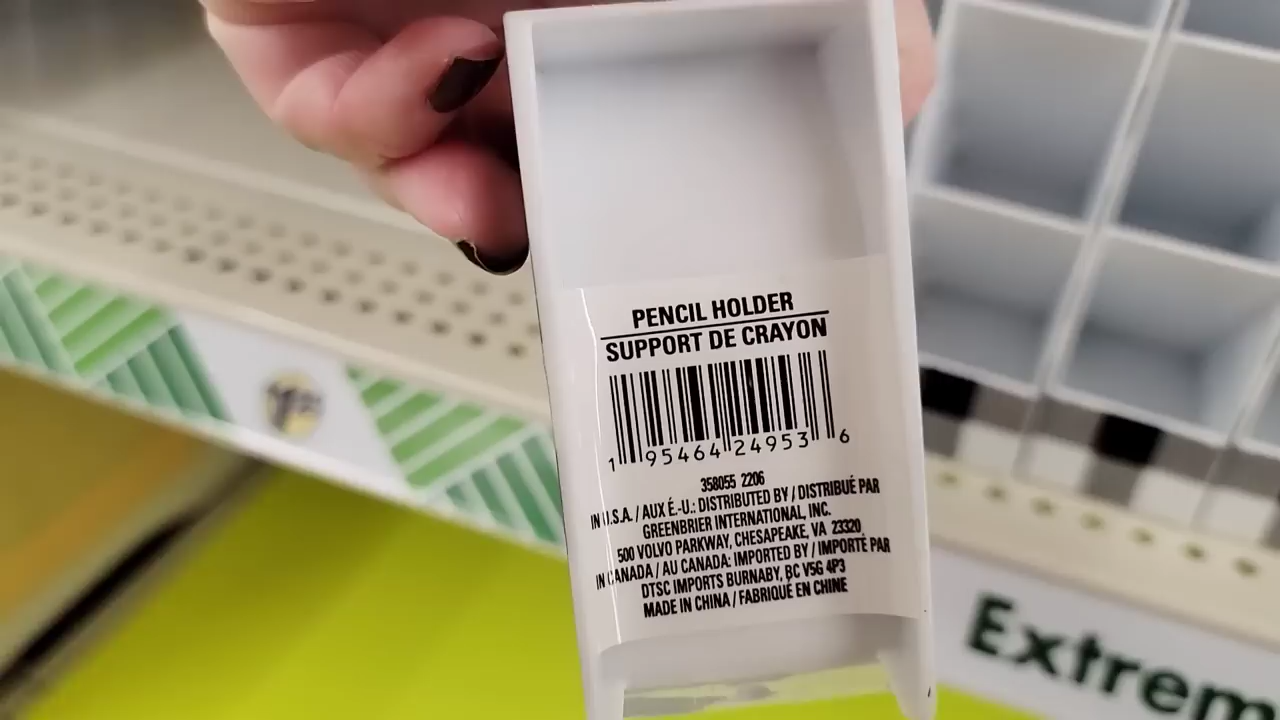 PENCIL HOLDER
SUPPORT DE CRAYON
1 95464 24953 6
358055 2206
IN U.S.A. / AUX É.-U.: DISTRIBUTED BY / DISTRIBUÉ PAR
GREENBRIER INTERNATIONAL, INC.
500 VOLVO PARKWAY, CHESAPEAKE, VA 23320
IN CANADA / AU CANADA: IMPORTED BY / IMPORTÉ PAR
DTSC IMPORTS BURNABY, BC V5G 4P3
MADE IN CHINA / FABRIQUÉ EN CHINE
Extrem